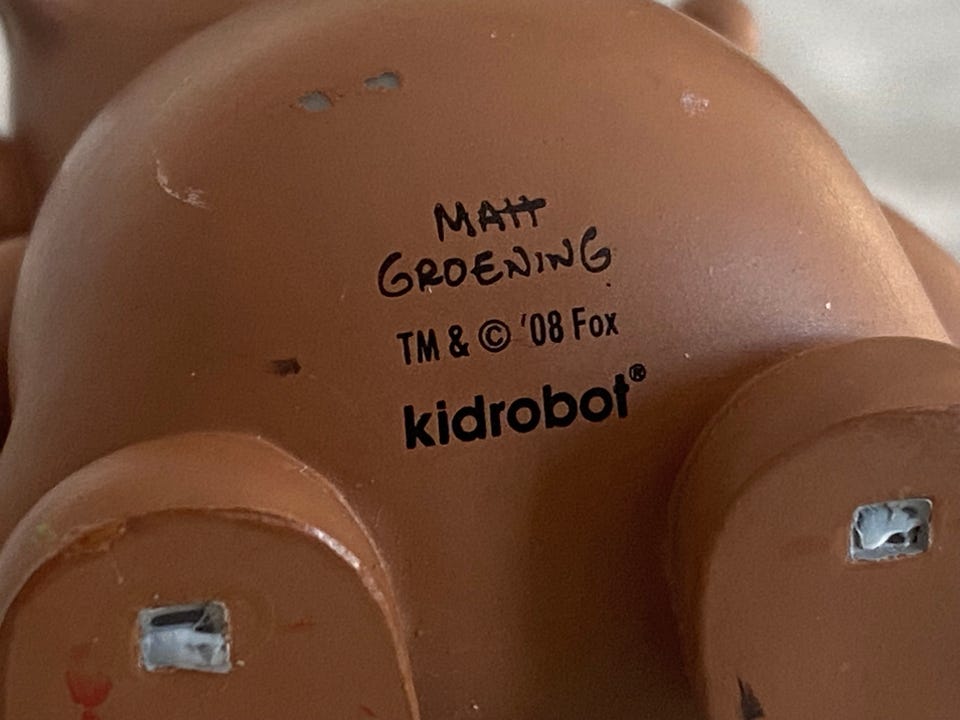 MATT
GROENING
TM & © '08 Fox
kidrobot®